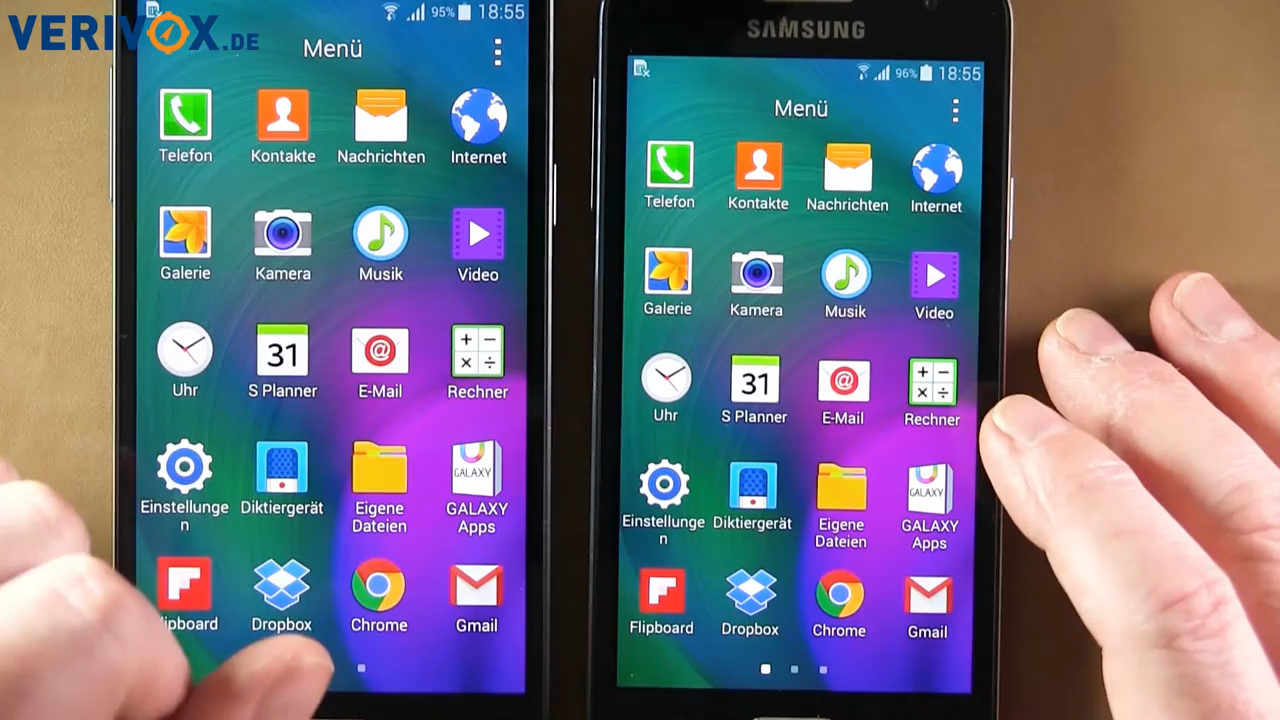 VERIVOX.DE
95% 18:55
Menü
Telefon Kontakte Nachrichten Internet
Galerie Kamera Musik Video
31
Uhr S Planner E-Mail Rechner
GALAXY
Einstellunge
n
Diktiergerät
Eigene
Dateien
GALAXY
Apps
lipboard Dropbox Chrome Gmail
SAMSUNG
96% 18:55
Menü
Telefon Kontakte Nachrichten Internet
Galerie Kamera Musik Video
31
Uhr S Planner E-Mail Rechner
GALAXY
Einstellunge
n
Diktiergerät
Eigene
Dateien
GALAXY
Apps
Flipboard Dropbox Chrome Gmail